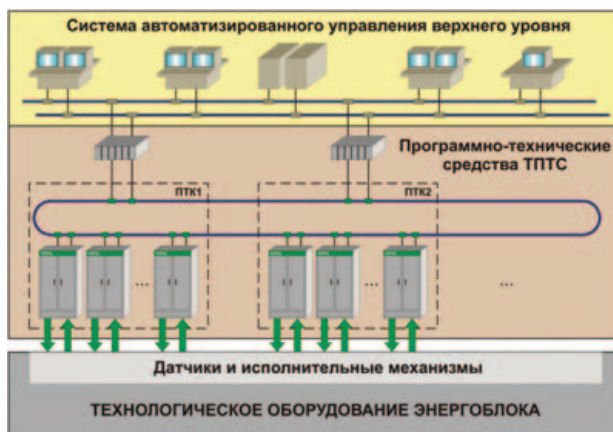 Система автоматизированного управления верхнего уровня
Программно-технические
средства ТПТС
ПТК1
ПТК2
...
...
...
Датчики и исполнительные механизмы
ТЕХНОЛОГИЧЕСКОЕ ОБОРУДОВАНИЕ ЭНЕРГОБЛОКА